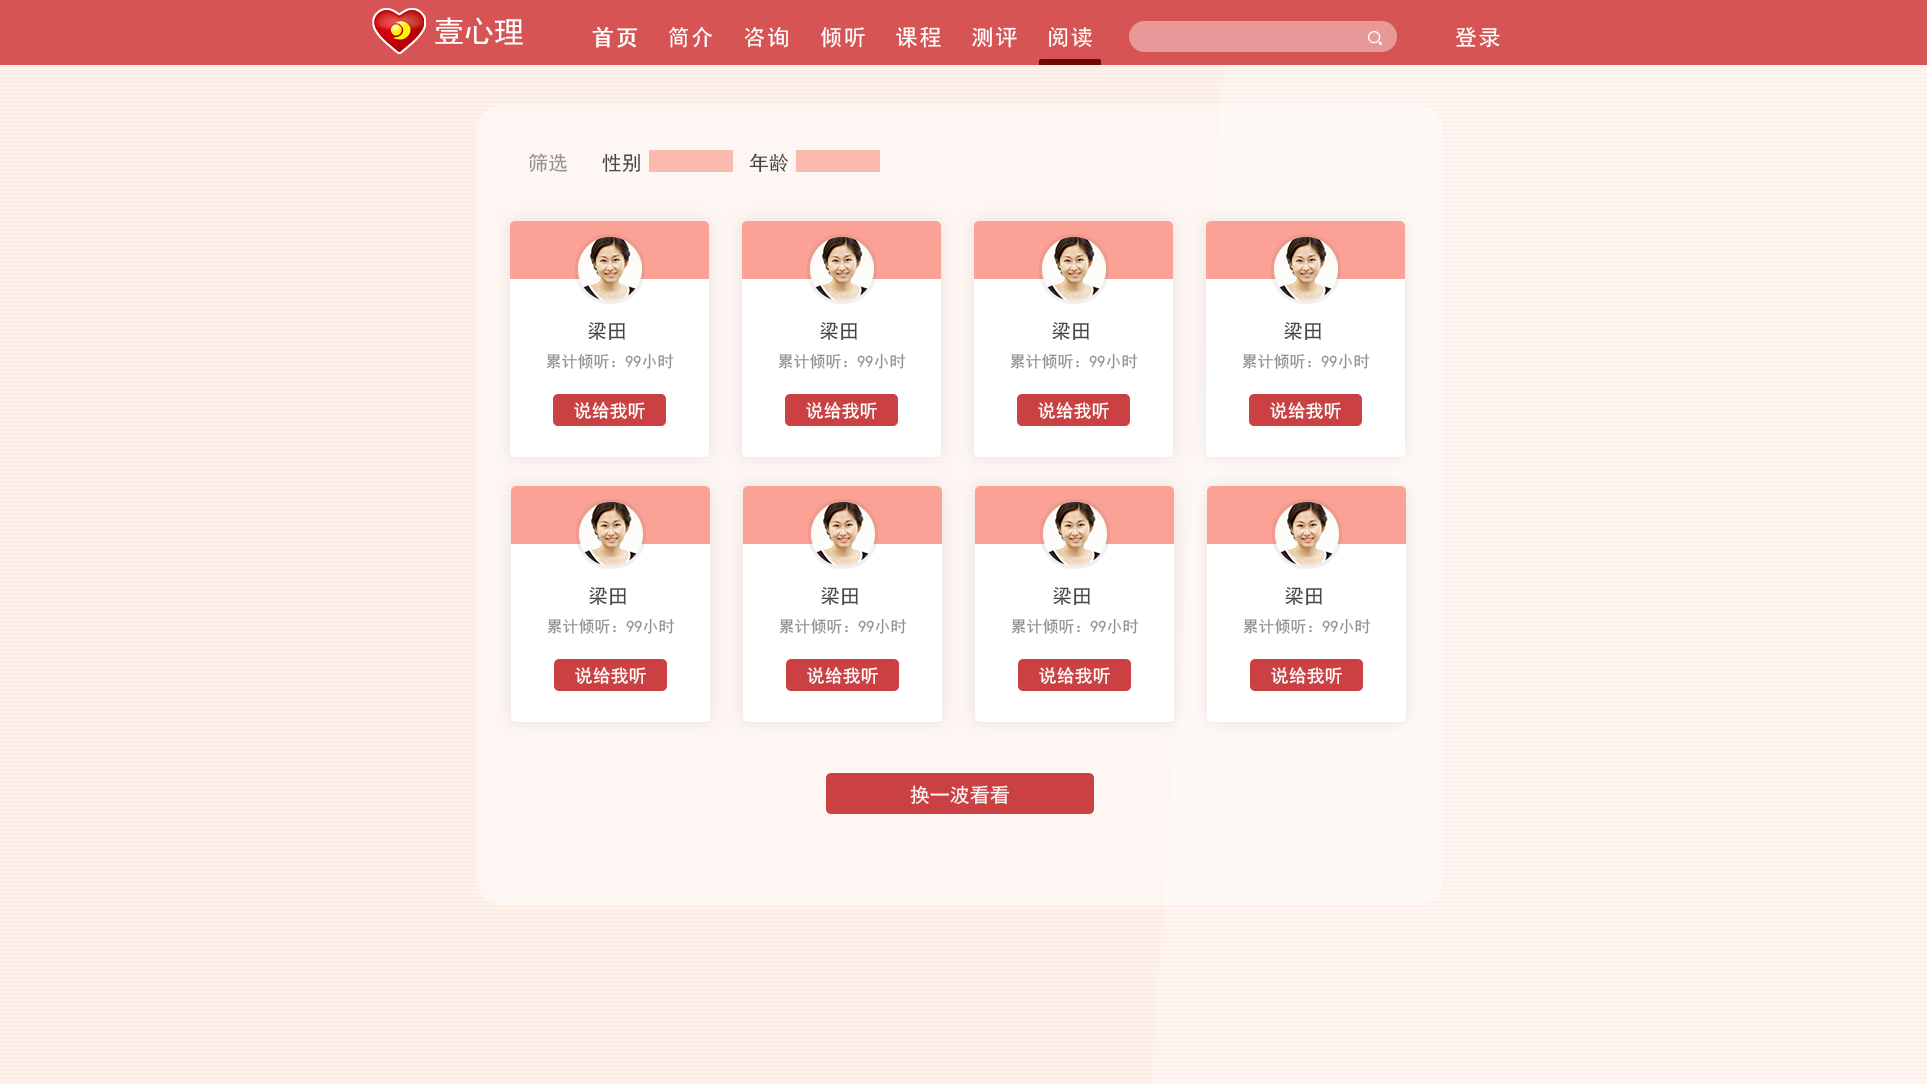 壹心理 首页 简介 咨询 倾听 课程 测评 阅读 登录
筛选 性别 年龄
梁田 梁田 梁田 梁田
累计倾听：99小时 累计倾听：99小时 累计倾听：99小时 累计倾听：99小时
说给我听 说给我听 说给我听 说给我听
梁田 梁田 梁田 梁田
累计倾听：99小时 累计倾听：99小时 累计倾听：99小时 累计倾听：99小时
说给我听 说给我听 说给我听 说给我听
换一波看看